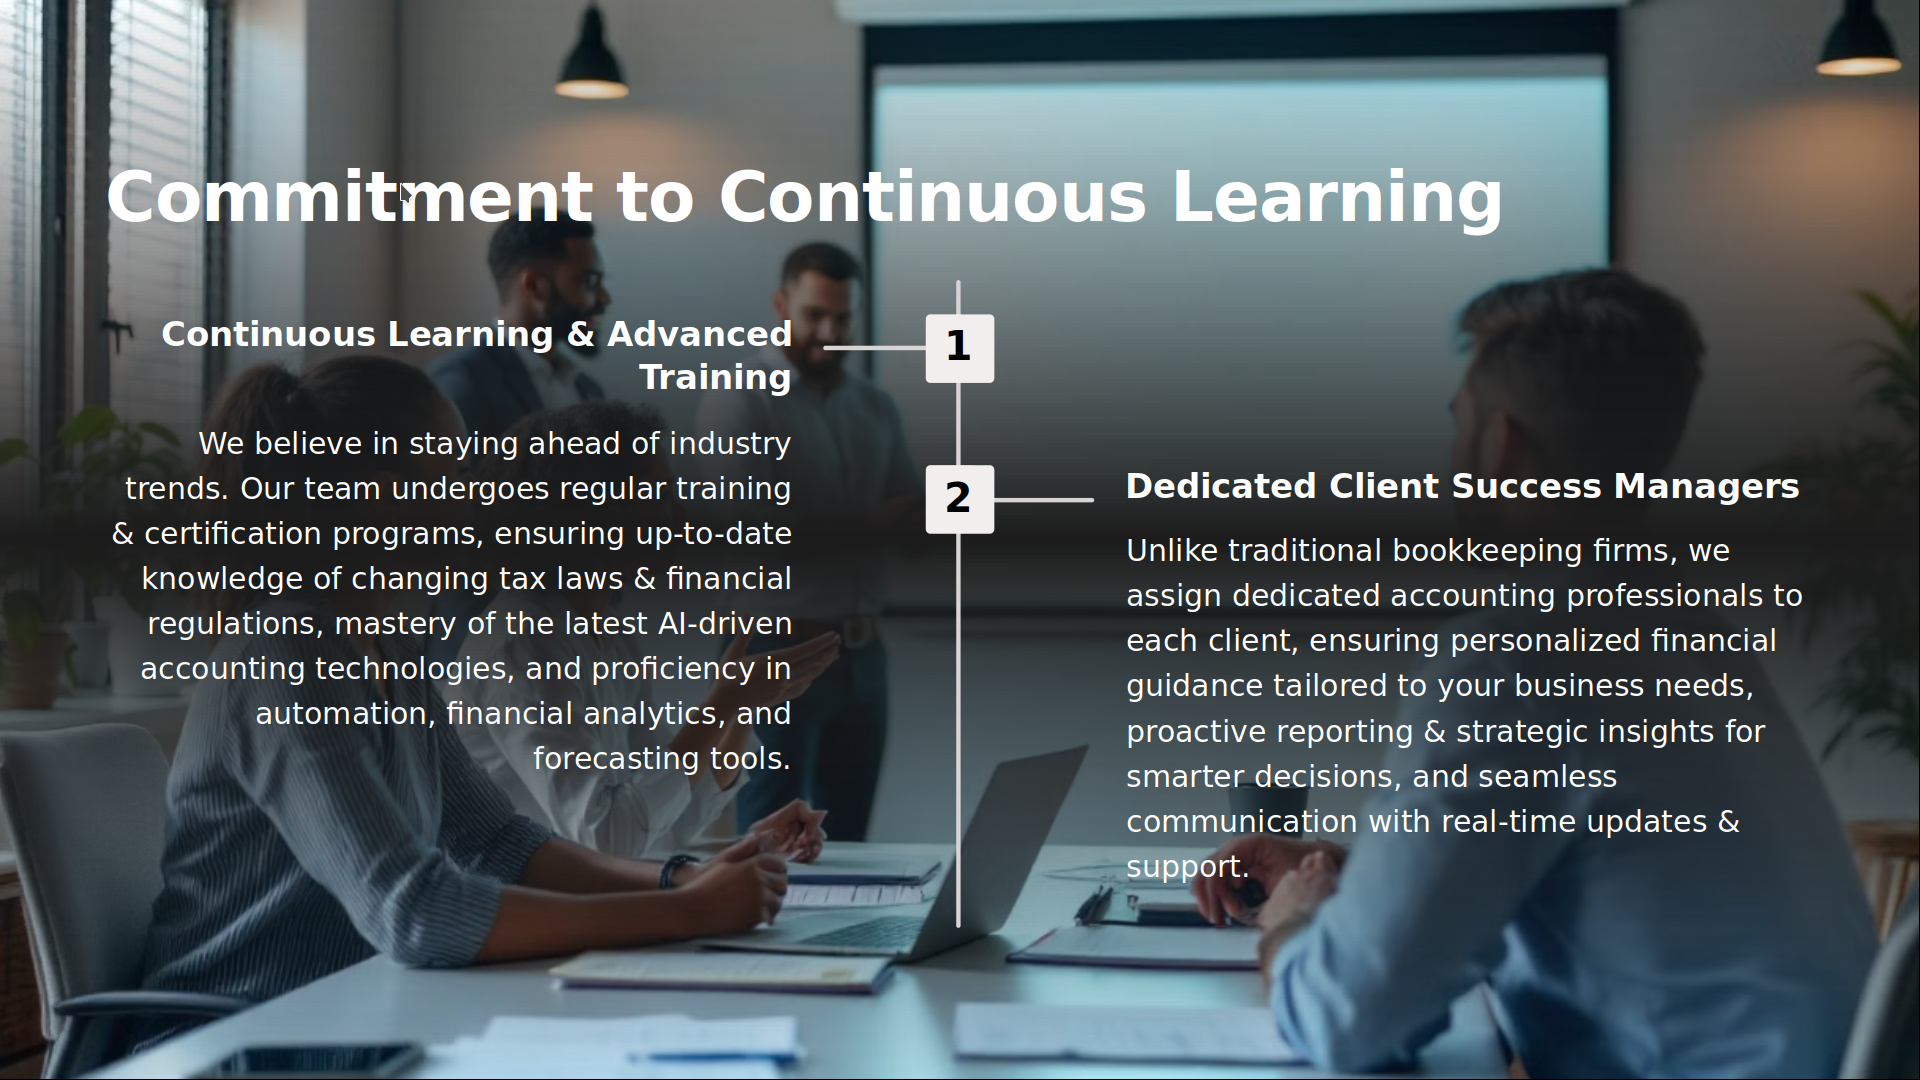 Commitment to Continuous Learning
1
Continuous Learning & Advanced
Training
We believe in staying ahead of industry
trends. Our team undergoes regular training
& certification programs, ensuring up-to-date
knowledge of changing tax laws & financial
regulations, mastery of the latest AI-driven
accounting technologies, and proficiency in
automation, financial analytics, and
forecasting tools.
2
Dedicated Client Success Managers
Unlike traditional bookkeeping firms, we
assign dedicated accounting professionals to
each client, ensuring personalized financial
guidance tailored to your business needs,
proactive reporting & strategic insights for
smarter decisions, and seamless
communication with real-time updates &
support.